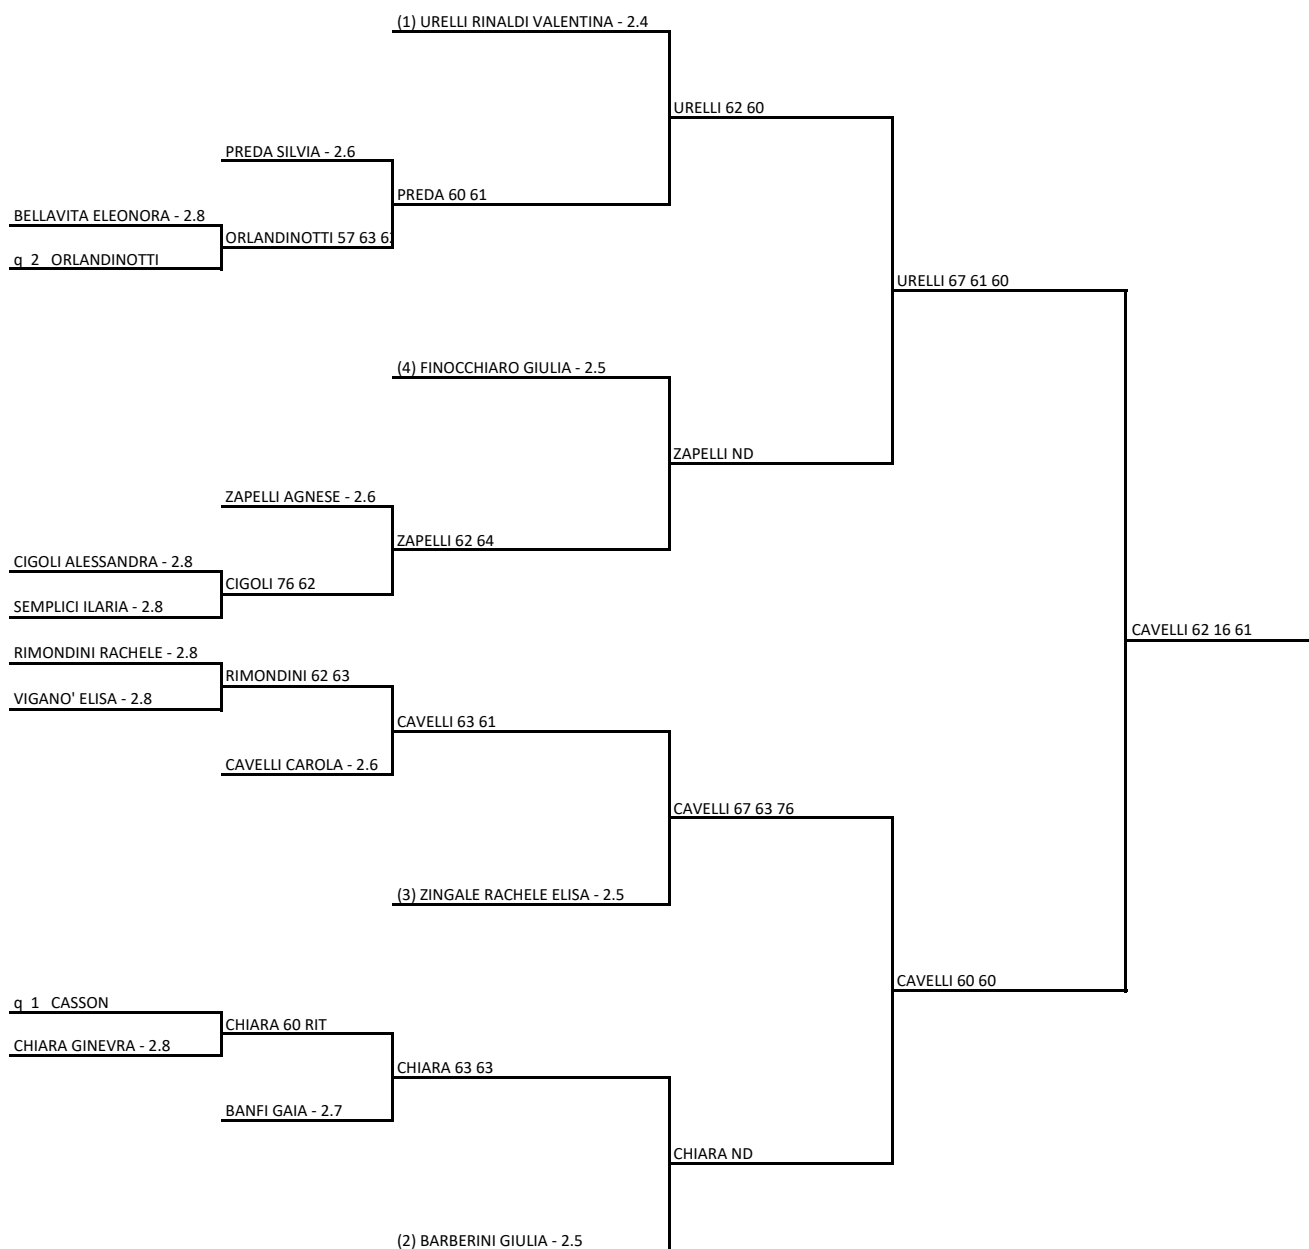 (1) URELLI RINALDI VALENTINA - 2.4
URELLI 62 60
PREDA SILVIA - 2.6
PREDA 60 61
BELLAVITA ELEONORA - 2.8
ORLANDINOTTI 57 63 6
q 2 ORLANDINOTTI
URELLI 67 61 60
(4) FINOCCHIARO GIULIA - 2.5
ZAPELLI ND
ZAPELLI AGNESE - 2.6
ZAPELLI 62 64
CIGOLI ALESSANDRA - 2.8
CIGOLI 76 62
SEMPLICI ILARIA - 2.8
CAVELLI 62 16 61
RIMONDINI RACHELE - 2.8
RIMONDINI 62 63
VIGANO' ELISA - 2.8
CAVELLI 63 61
CAVELLI CAROLA - 2.6
CAVELLI 67 63 76
(3) ZINGALE RACHELE ELISA - 2.5
CAVELLI 60 60
q 1 CASSON
CHIARA 60 RIT
CHIARA GINEVRA - 2.8
CHIARA 63 63
BANFI GAIA - 2.7
CHIARA ND
(2) BARBERINI GIULIA - 2.5